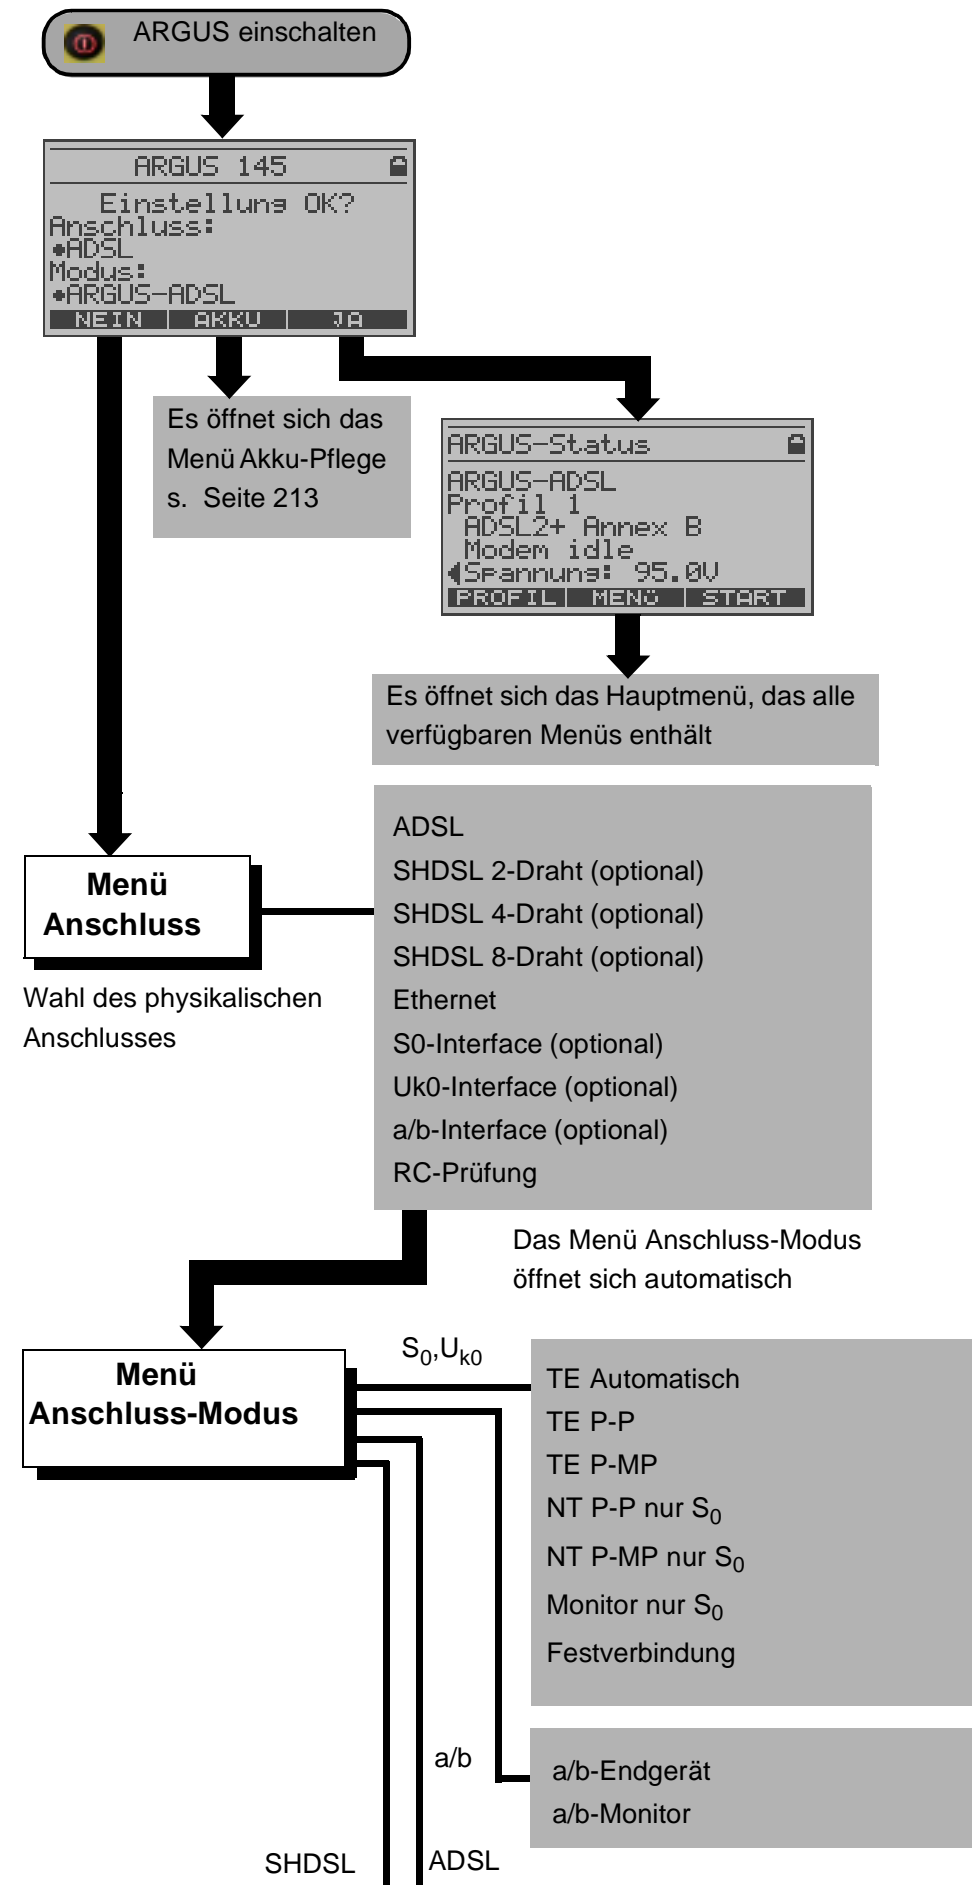 ARGUS einschalten
ARGUS 145
Einstellung OK?
Anschluss:
ADSL
Modus:
ARGUS-ADSL
NEIN AKKU JA
Es öffnet sich das
Menü Akku-Pflege
s. Seite 213
ARGUS-Status
ARGUS-ADSL
Profil 1
ADSL2+ Annex B
Modem idle
Spannung: 95.0V
PROFIL MENÜ START
Es öffnet sich das Hauptmenü, das alle
verfügbaren Menüs enthält
Menü
Anschluss
Wahl des physikalischen
Anschlusses
ADSL
SHDSL 2-Draht (optional)
SHDSL 4-Draht (optional)
SHDSL 8-Draht (optional)
Ethernet
S0-Interface (optional)
Uk0-Interface (optional)
a/b-Interface (optional)
RC-Prüfung
Das Menü Anschluss-Modus
öffnet sich automatisch
Menü
Anschluss-Modus
S0,Uk0
TE Automatisch
TE P-P
TE P-MP
NT P-P nur S0
NT P-MP nur S0
Monitor nur S0
Festverbindung
a/b
a/b-Endgerät
a/b-Monitor
SHDSL
ADSL